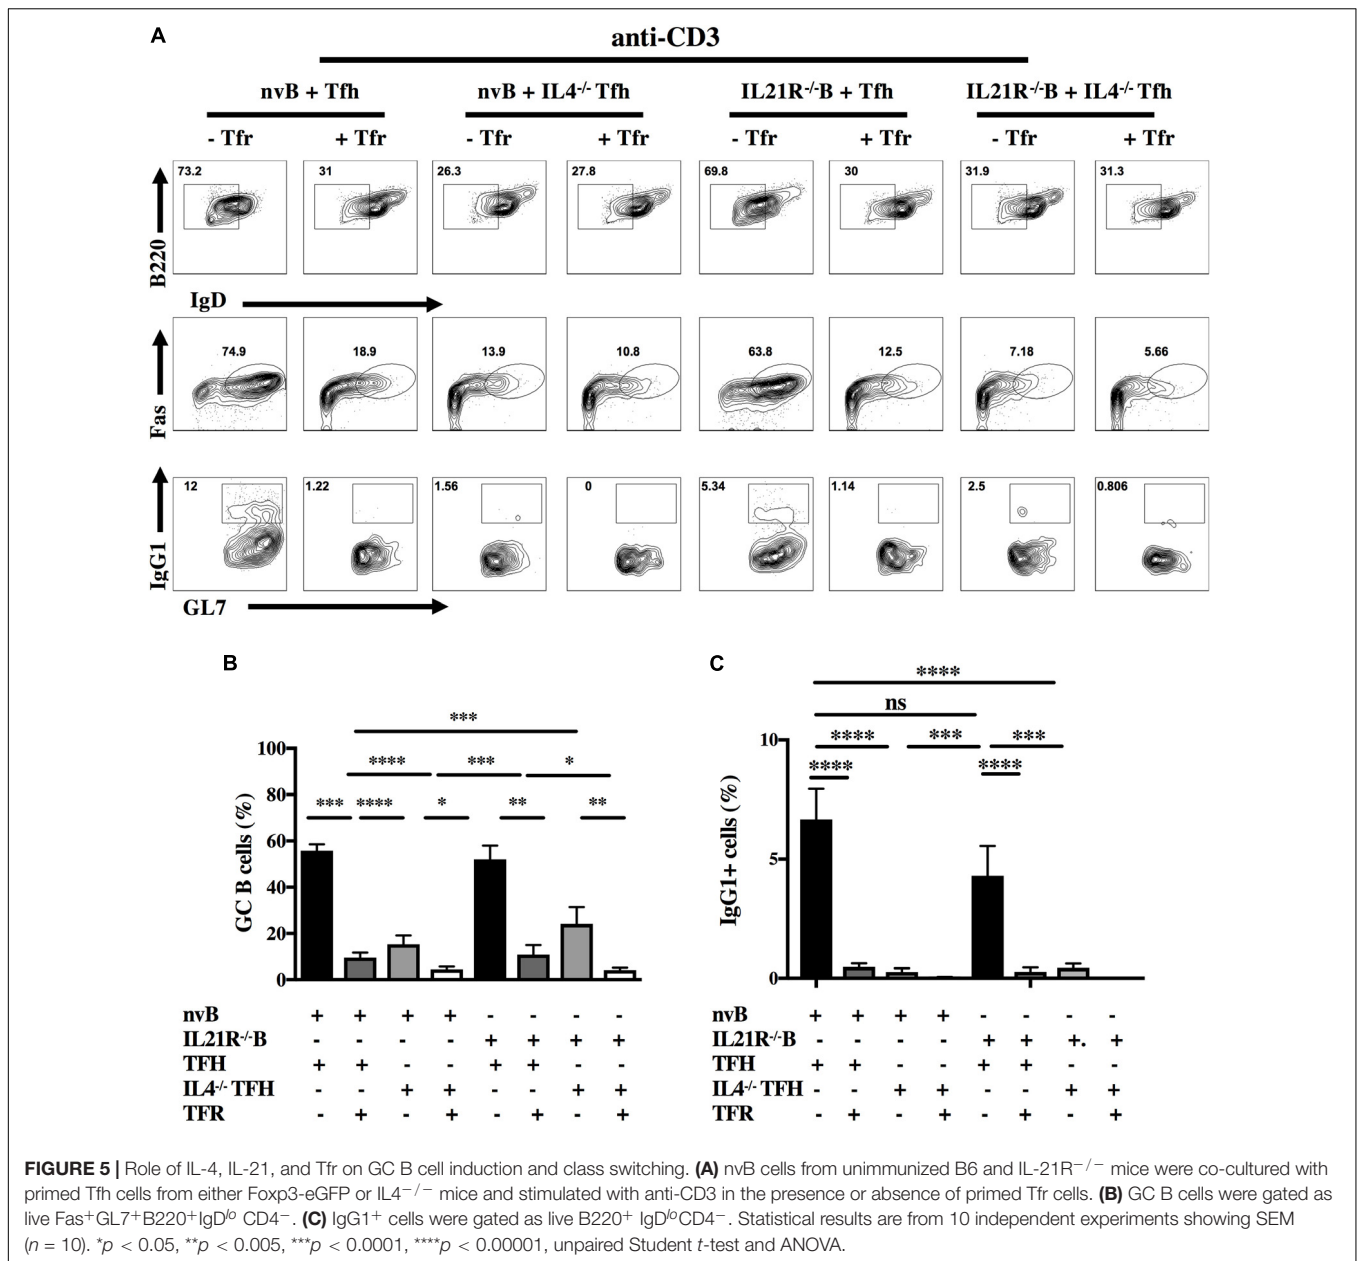 A
anti-CD3
nvB + Tfh nvB + IL4-/- Tfh IL21R-/-B + Tfh IL21R-/-B + IL4-/- Tfh
- Tfr + Tfr - Tfr + Tfr - Tfr + Tfr - Tfr + Tfr
73.2 31 26.3 27.8 69.8 30 31.9 31.3
B220
IgD
74.9 18.9 13.9 10.8 63.8 12.5 7.18 5.66
Fas
12 1.22 1.56 0 5.34 1.14 2.5 0.806
IgG1
GL7
B
***
**** *** *
*** **** * ** **
100
80
60
40
20
0
GC B cells (%)
nvB + + + + - - - -
IL21R-/-B - - - - + + + +
TFH + + - - + + - -
IL4-/- TFH - - + + - - + +
TFR - + - + - + - +
C
****
ns
**** *** ***
**** ****
10
5
0
IgG1+ cells (%)
nvB + + + + - - - -
IL21R-/-B - - - - + + +. +
TFH + + - - + + - -
IL4-/- TFH - - + + - - + +
TFR - + - + - + - +
FIGURE 5 | Role of IL-4, IL-21, and Tfr on GC B cell induction and class switching. (A) nvB cells from unimmunized B6 and IL-21R−/− mice were co-cultured with
primed Tfh cells from either Foxp3-eGFP or IL4−/− mice and stimulated with anti-CD3 in the presence or absence of primed Tfr cells. (B) GC B cells were gated as
live Fas+GL7+B220+IgDlo CD4−. (C) IgG1+ cells were gated as live B220+ IgDloCD4−. Statistical results are from 10 independent experiments showing SEM
(n = 10). *p < 0.05, **p < 0.005, ***p < 0.0001, ****p < 0.00001, unpaired Student t-test and ANOVA.